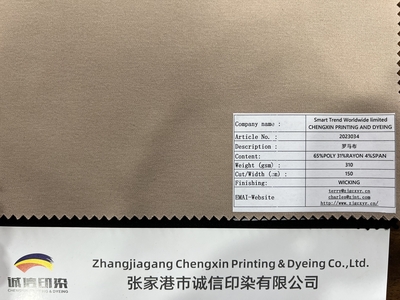 Company name: Smart Trend Worldwide limited
CHENGXIN PRINTING AND DYEING
Article No.: 2023034
Description: 罗马布
Content: 65%POLY 31%RAYON 4%SPAN
Weight (gsm): 310
Cut/Width (㎝): 150
Finishing: WICKING
EMAI-Website
诚信印染
Zhangjiagang Chengxin Printing & Dyeing Co.,Ltd.
张家港市诚信印染有限公司